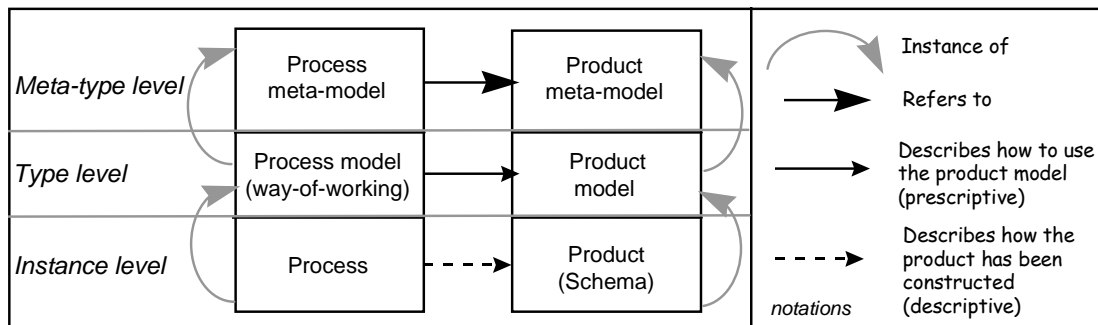 Meta-type level
Process
meta-model
Product
meta-model
Type level
Process model
(way-of-working)
Product
model
Instance level
Process
Product
(Schema)
Instance of
Refers to
Describes how to use
the product model
(prescriptive)
Describes how the
product has been
constructed
(descriptive)
notations